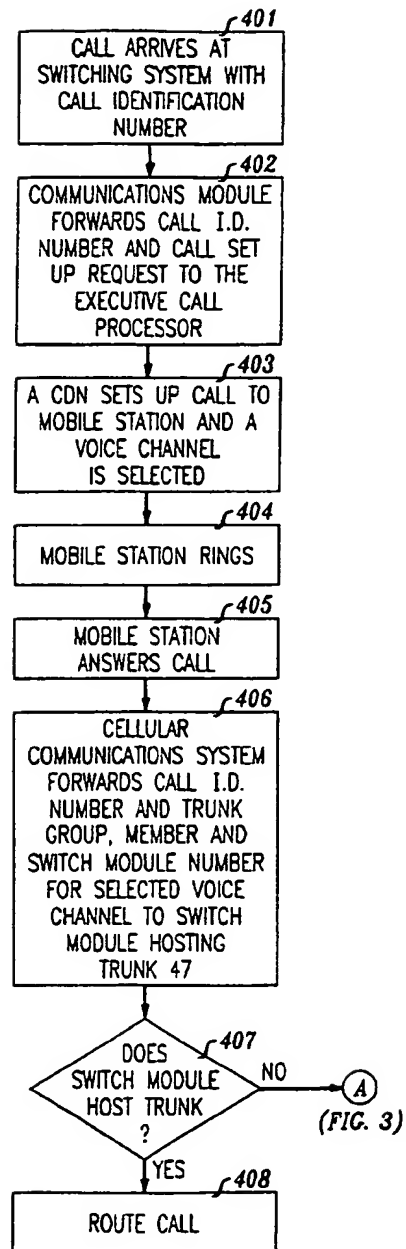 401
CALL ARRIVES AT
SWITCHING SYSTEM WITH
CALL IDENTIFICATION
NUMBER
402
COMMUNICATIONS MODULE
FORWARDS CALL I.D.
NUMBER AND CALL SET
UP REQUEST TO THE
EXECUTIVE CALL
PROCESSOR
403
A CDN SETS UP CALL TO
MOBILE STATION AND A
VOICE CHANNEL
IS SELECTED
404
MOBILE STATION RINGS
405
MOBILE STATION
ANSWERS CALL
406
CELLULAR
COMMUNICATIONS SYSTEM
FORWARDS CALL I.D.
NUMBER AND TRUNK
GROUP, MEMBER AND
SWITCH MODULE NUMBER
FOR SELECTED VOICE
CHANNEL TO SWITCH
MODULE HOSTING
TRUNK 47
407
DOES
SWITCH MODULE
HOST TRUNK
?
NO
A
(FIG. 3)
YES
408
ROUTE CALL